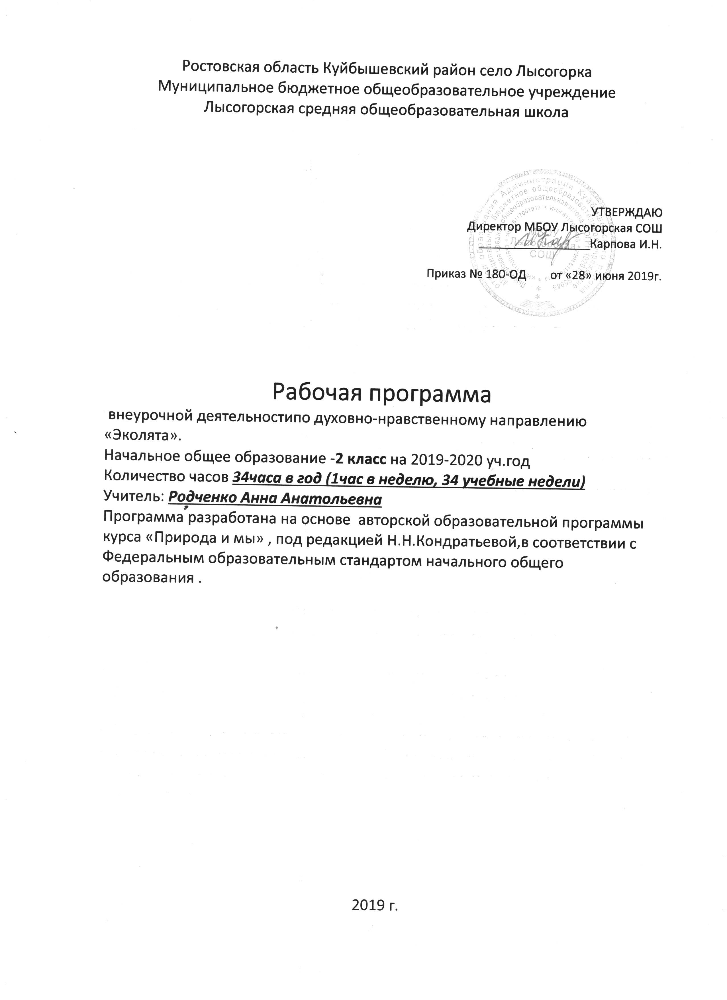 Ростовская область Куйбышевский район село Лысогорка
Муниципальное бюджетное общеобразовательное учреждение
Лысогорская средняя общеобразовательная школа
УТВЕРЖДАЮ
Директор МБОУ Лысогорская СОШ
Карпова И.Н.
Приказ № 180-ОД от «28» июня 2019г.
МБОУ
Лысогорская
СОШ
Рабочая программа
внеурочной деятельностипо духовно-нравственному направлению
«Эколята».
Начальное общее образование -2 класс на 2019-2020 уч.год
Количество часов 34часа в год (1час в неделю, 34 учебные недели)
Учитель: Родченко Анна Анатольевна
Программа разработана на основе авторской образовательной программы
курса «Природа и мы» , под редакцией Н.Н.Кондратьевой,в соответствии с
Федеральным образовательным стандартом начального общего
образования .
2019 г.